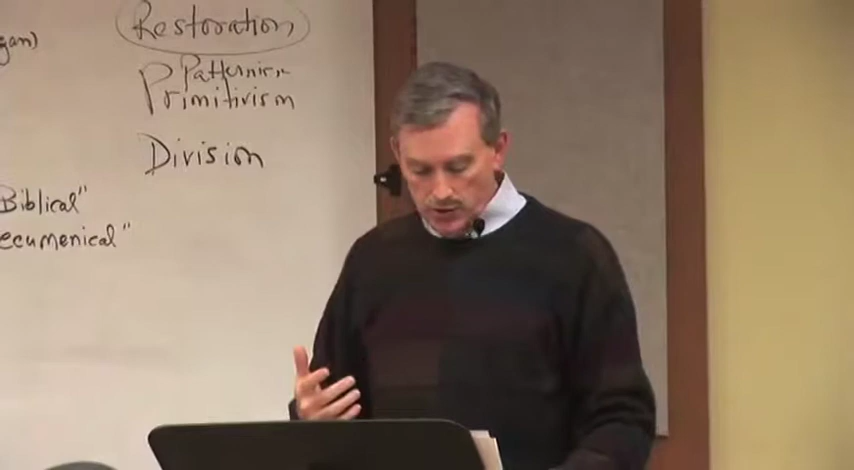 Restoration
gan)
Patternism
Primitivism
Division
Biblical"
ecumenical"